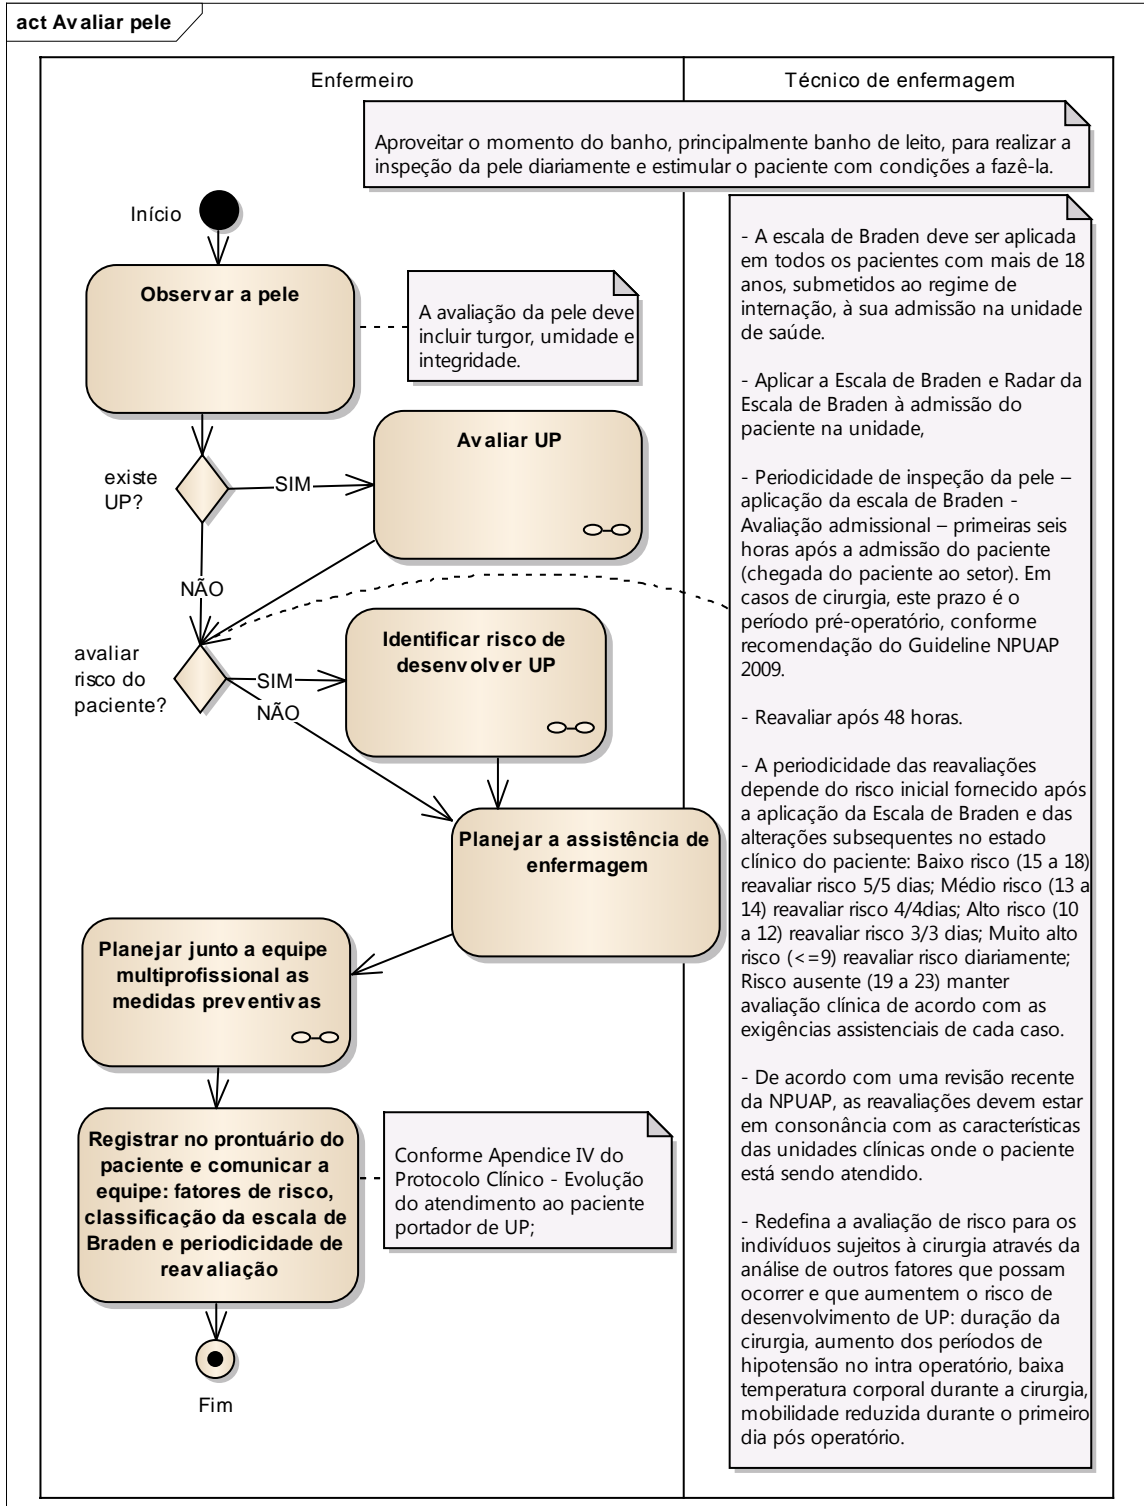 act Avaliar pele
Enfermeiro
Técnico de enfermagem
Aproveitar o momento do banho, principalmente banho de leito, para realizar a
inspeção da pele diariamente e estimular o paciente com condições a fazê-la.
Início
Observar a pele
A avaliação da pele deve
incluir turgor, umidade e
integridade.
existe
UP?
SIM
Avaliar UP
NÃO
avaliar
risco do
paciente?
SIM
NÃO
Identificar risco de
desenvolver UP
Planejar a assistência de
enfermagem
Planejar junto a equipe
multiprofissional as
medidas preventivas
Registrar no prontuário do
paciente e comunicar a
equipe: fatores de risco,
classificação da escala de
Braden e periodicidade de
reavaliação
Conforme Apendice IV do
Protocolo Clínico - Evolução
do atendimento ao paciente
portador de UP;
Fim
- A escala de Braden deve ser aplicada
em todos os pacientes com mais de 18
anos, submetidos ao regime de
internação, à sua admissão na unidade
de saúde.
- Aplicar a Escala de Braden e Radar da
Escala de Braden à admissão do
paciente na unidade,
- Periodicidade de inspeção da pele –
aplicação da escala de Braden -
Avaliação admissional – primeiras seis
horas após a admissão do paciente
(chegada do paciente ao setor). Em
casos de cirurgia, este prazo é o
período pré-operatório, conforme
recomendação do Guideline NPUAP
2009.
- Reavaliar após 48 horas.
- A periodicidade das reavaliações
depende do risco inicial fornecido após
a aplicação da Escala de Braden e das
alterações subsequentes no estado
clínico do paciente: Baixo risco (15 a 18)
reavaliar risco 5/5 dias; Médio risco (13 a
14) reavaliar risco 4/4dias; Alto risco (10
a 12) reavaliar risco 3/3 dias; Muito alto
risco (<=9) reavaliar risco diariamente;
Risco ausente (19 a 23) manter
avaliação clínica de acordo com as
exigências assistenciais de cada caso.
- De acordo com uma revisão recente
da NPUAP, as reavaliações devem estar
em consonância com as características
das unidades clínicas onde o paciente
está sendo atendido.
- Redefina a avaliação de risco para os
indivíduos sujeitos à cirurgia através da
análise de outros fatores que possam
ocorrer e que aumentem o risco de
desenvolvimento de UP: duração da
cirurgia, aumento dos períodos de
hipotensão no intra operatório, baixa
temperatura corporal durante a cirurgia,
mobilidade reduzida durante o primeiro
dia pós operatório.